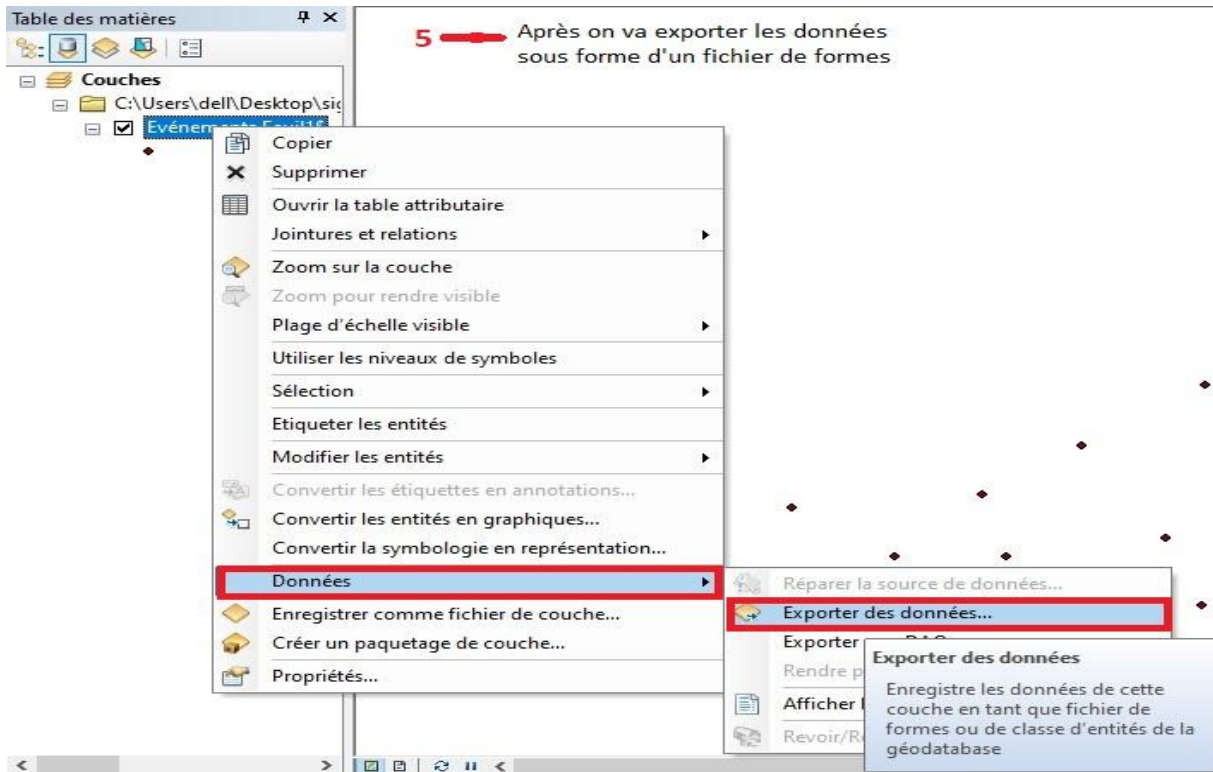 Table des matières
5 Après on va exporter les données
sous forme d'un fichier de formes
Couches
C:\Users\dell\Desktop\sig
Copier
Supprimer
Ouvrir la table attributaire
Jointures et relations
Zoom sur la couche
Zoom pour rendre visible
Plage d'échelle visible
Utiliser les niveaux de symboles
Sélection
Etiqueter les entités
Modifier les entités
Convertir les étiquettes en annotations...
Convertir les entités en graphiques...
Convertir la symbologie en représentation...
Données
Enregistrer comme fichier de couche...
Créer un paquetage de couche...
Propriétés...
Réparer la source de données...
Exporter des données...
Exporter
Rendre
Afficher
Exporter des données
Enregistre les données de cette
couche en tant que fichier de
formes ou de classe d'entités de la
géodatabase